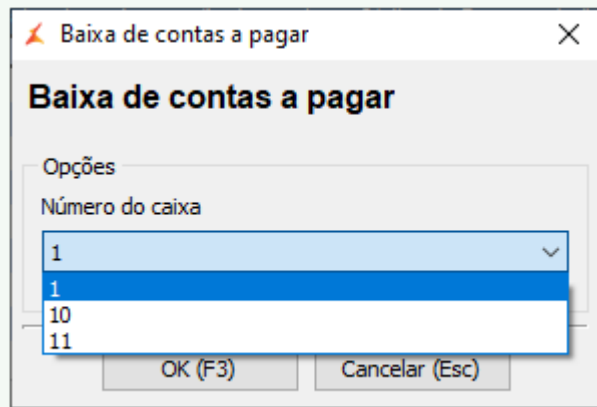 Baixa de contas a pagar
Baixa de contas a pagar
Opções
Número do caixa
1
1
10
11
OK (F3) Cancelar (Esc)